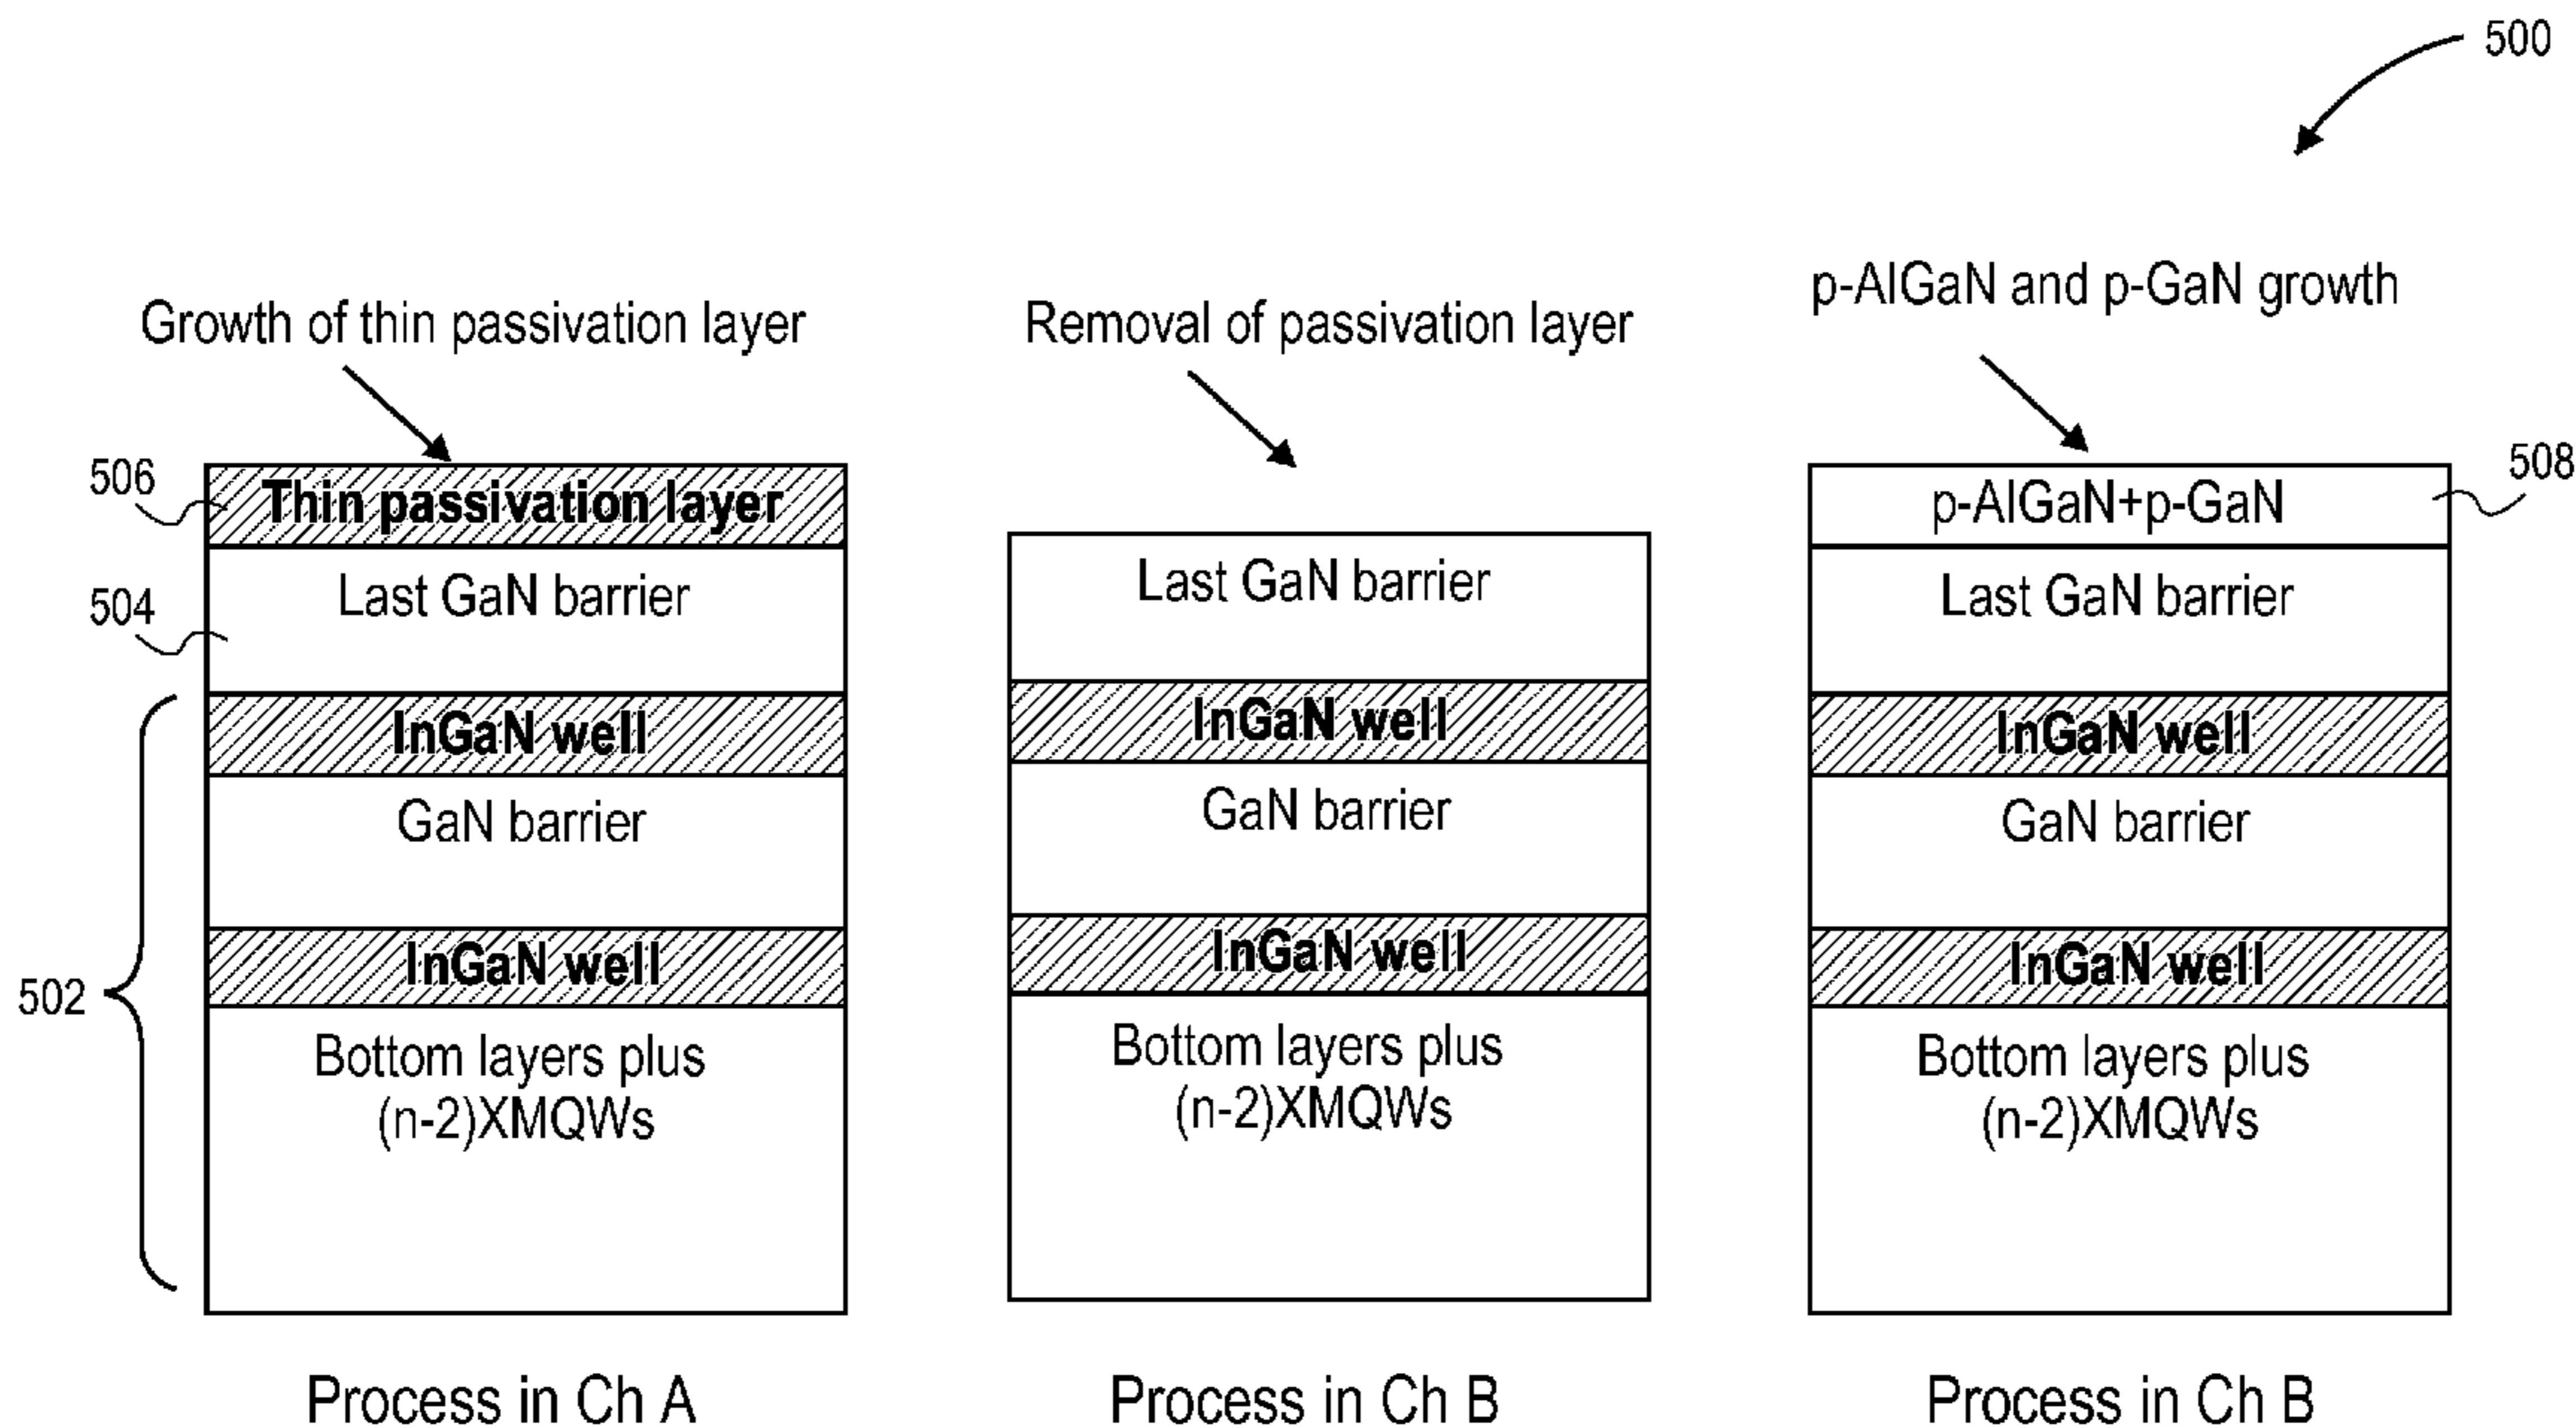 500
Growth of thin passivation layer
Removal of passivation layer
p-AlGaN and p-GaN growth
506
Thin passivation layer
504
Last GaN barrier
InGaN well
GaN barrier
502
InGaN well
Bottom layers plus
(n-2)XMQWs
Process in Ch A
Last GaN barrier
InGaN well
GaN barrier
InGaN well
Bottom layers plus
(n-2)XMQWs
Process in Ch B
508
p-AlGaN+p-GaN
Last GaN barrier
InGaN well
GaN barrier
InGaN well
Bottom layers plus
(n-2)XMQWs
Process in Ch B